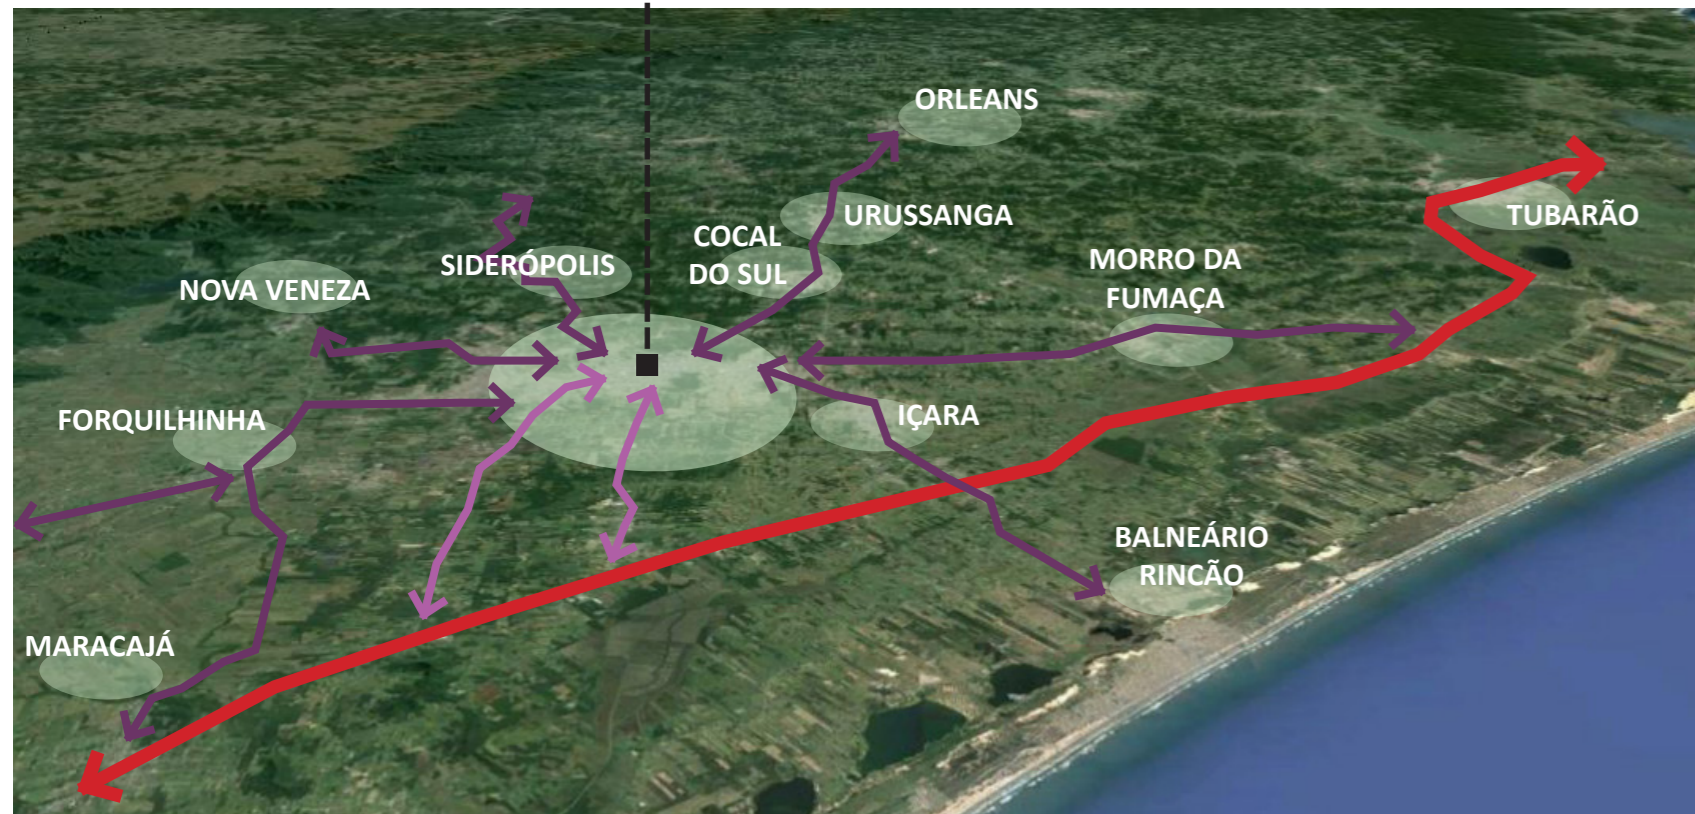 ORLEANS
URUSSANGA
TUBARÃO
COCAL
DO SUL
SIDERÓPOLIS
MORRO DA
FUMAÇA
NOVA VENEZA
FORQUILHINHA
IÇARA
BALNEÁRIO
RINCÃO
MARACAJÁ